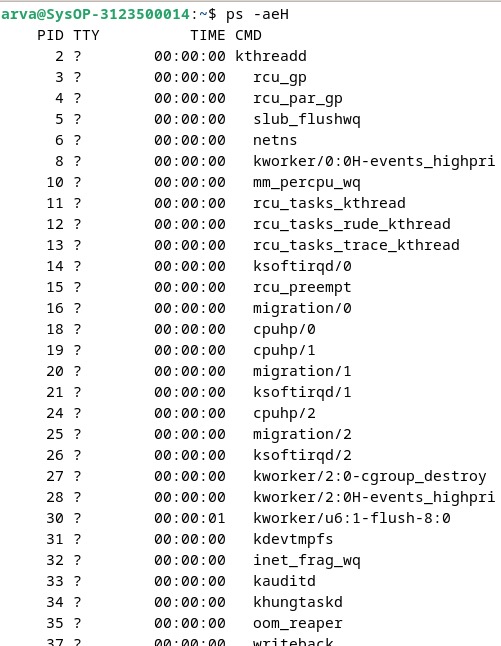 arva@SysOP-3123500014:~$ ps -aeH
    PID TTY          TIME CMD
      2 ?        00:00:00 kthreadd
      3 ?        00:00:00   rcu_gp
      4 ?        00:00:00   rcu_par_gp
      5 ?        00:00:00   slub_flushwq
      6 ?        00:00:00   netns
      8 ?        00:00:00   kworker/0:0H-events_highpri
     10 ?        00:00:00   mm_percpu_wq
     11 ?        00:00:00   rcu_tasks_kthread
     12 ?        00:00:00   rcu_tasks_rude_kthread
     13 ?        00:00:00   rcu_tasks_trace_kthread
     14 ?        00:00:00   ksoftirqd/0
     15 ?        00:00:00   rcu_preempt
     16 ?        00:00:00   migration/0
     18 ?        00:00:00   cpuhp/0
     19 ?        00:00:00   cpuhp/1
     20 ?        00:00:00   migration/1
     21 ?        00:00:00   ksoftirqd/1
     24 ?        00:00:00   cpuhp/2
     25 ?        00:00:00   migration/2
     26 ?        00:00:00   ksoftirqd/2
     27 ?        00:00:00   kworker/2:0-cgroup_destroy
     28 ?        00:00:00   kworker/2:0H-events_highpri
     30 ?        00:00:01   kworker/u6:1-flush-8:0
     31 ?        00:00:00   kdevtmpfs
     32 ?        00:00:00   inet_frag_wq
     33 ?        00:00:00   kauditd
     34 ?        00:00:00   khungtaskd
     35 ?        00:00:00   oom_reaper
     37 ?        00:00:00   writeback